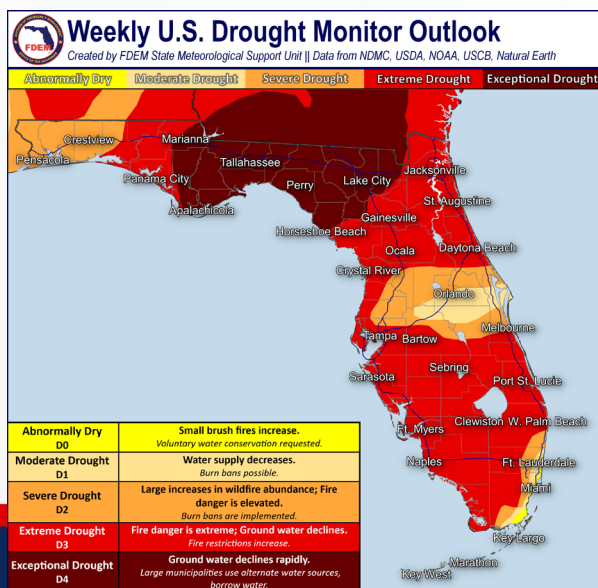 Weekly U.S. Drought Monitor Outlook
Created by FDEM State Meteorological Support Unit || Data from NDMC, USDA, NOAA, USCB, Natural Earth
FDEM
Abnormally Dry Moderate Drought Severe Drought Extreme Drought Exceptional Drought
Crestview
Marianna
Pensacola
Tallahassee
Panama City
Perry
Lake City
Jacksonville
Apalachicola
St. Augustine
Gainesville
Horseshoe Beach
Ocala
Daytona Beach
Crystal River
Orlando
Melbourne
Tampa
Bartow
Sebring
Sarasota
Port St. Lucie
Clewiston
W. Palm Beach
Ft. Myers
Naples
Ft. Lauderdale
Miami
Key Largo
Marathon
Key West
Abnormally Dry
D0
Small brush fires increase.
Voluntary water conservation requested.
Moderate Drought
D1
Water supply decreases.
Burn bans possible.
Severe Drought
D2
Large increases in wildfire abundance; Fire
danger is elevated.
Burn bans are implemented.
Extreme Drought
D3
Fire danger is extreme; Ground water declines.
Fire restrictions increase.
Exceptional Drought
D4
Ground water declines rapidly.
Large municipalities use alternate water sources,
borrow water.